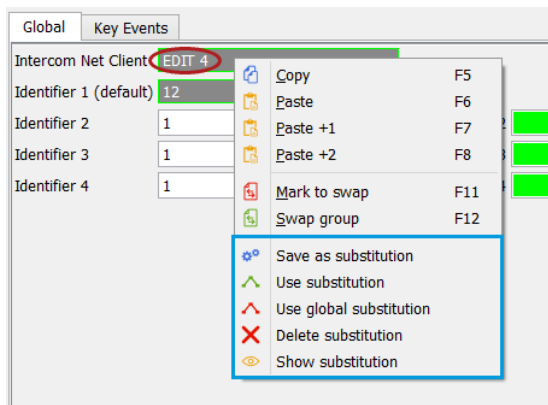 Global Key Events
Intercom Net Client EDIT 4
Identifier 1 (default) 12
Identifier 2 1
Identifier 3 1
Identifier 4 1
Copy F5
Paste F6
Paste +1 F7
Paste +2 F8
Mark to swap F11
Swap group F12
Save as substitution
Use substitution
Use global substitution
Delete substitution
Show substitution